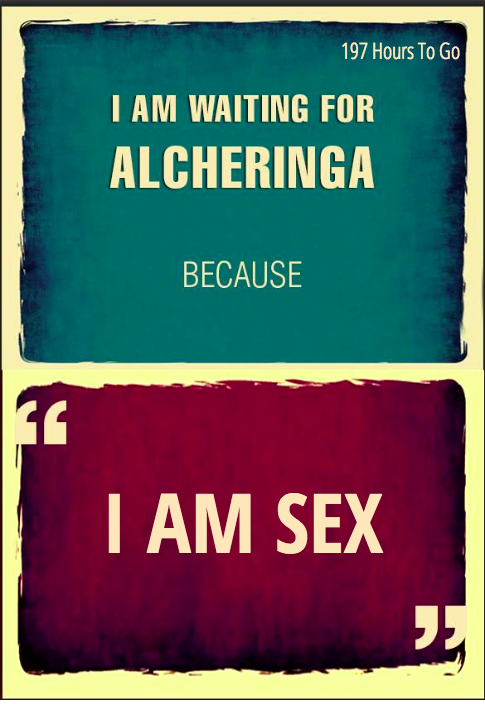 197 Hours To Go
I AM WAITING FOR
ALCHERINGA
BECAUSE
“
I AM SEX
”